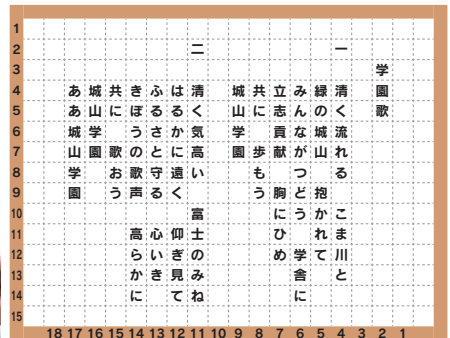 学園歌
一 清く流れる こま川と
緑の城山 抱かれて
みんながつどう 学舎に
立志貢献 胸にひめ
共に 歩もう
城山学園
二 清く気高い 富士のみね
はるかに遠く 仰ぎ見て
ふるさと守る 心いき
きぼうの歌声 高らかに
共に 歌おう
城山学園
ああ城山学園
1
2
3
4
5
6
7
8
9
10
11
12
13
14
15
18 17 16 15 14 13 12 11 10 9 8 7 6 5 4 3 2 1